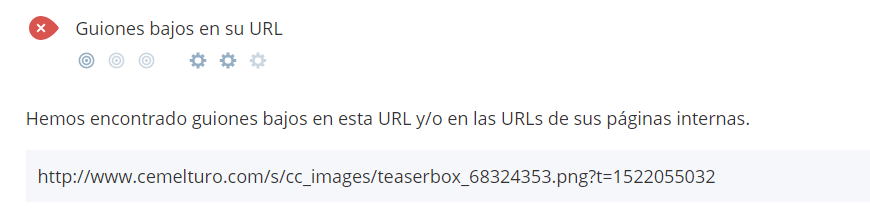 Guiones bajos en su URL
Hemos encontrado guiones bajos en esta URL y/o en las URLs de sus páginas internas.
http://www.cemelturo.com/s/cc_images/teaserbox_68324353.png?t=1522055032